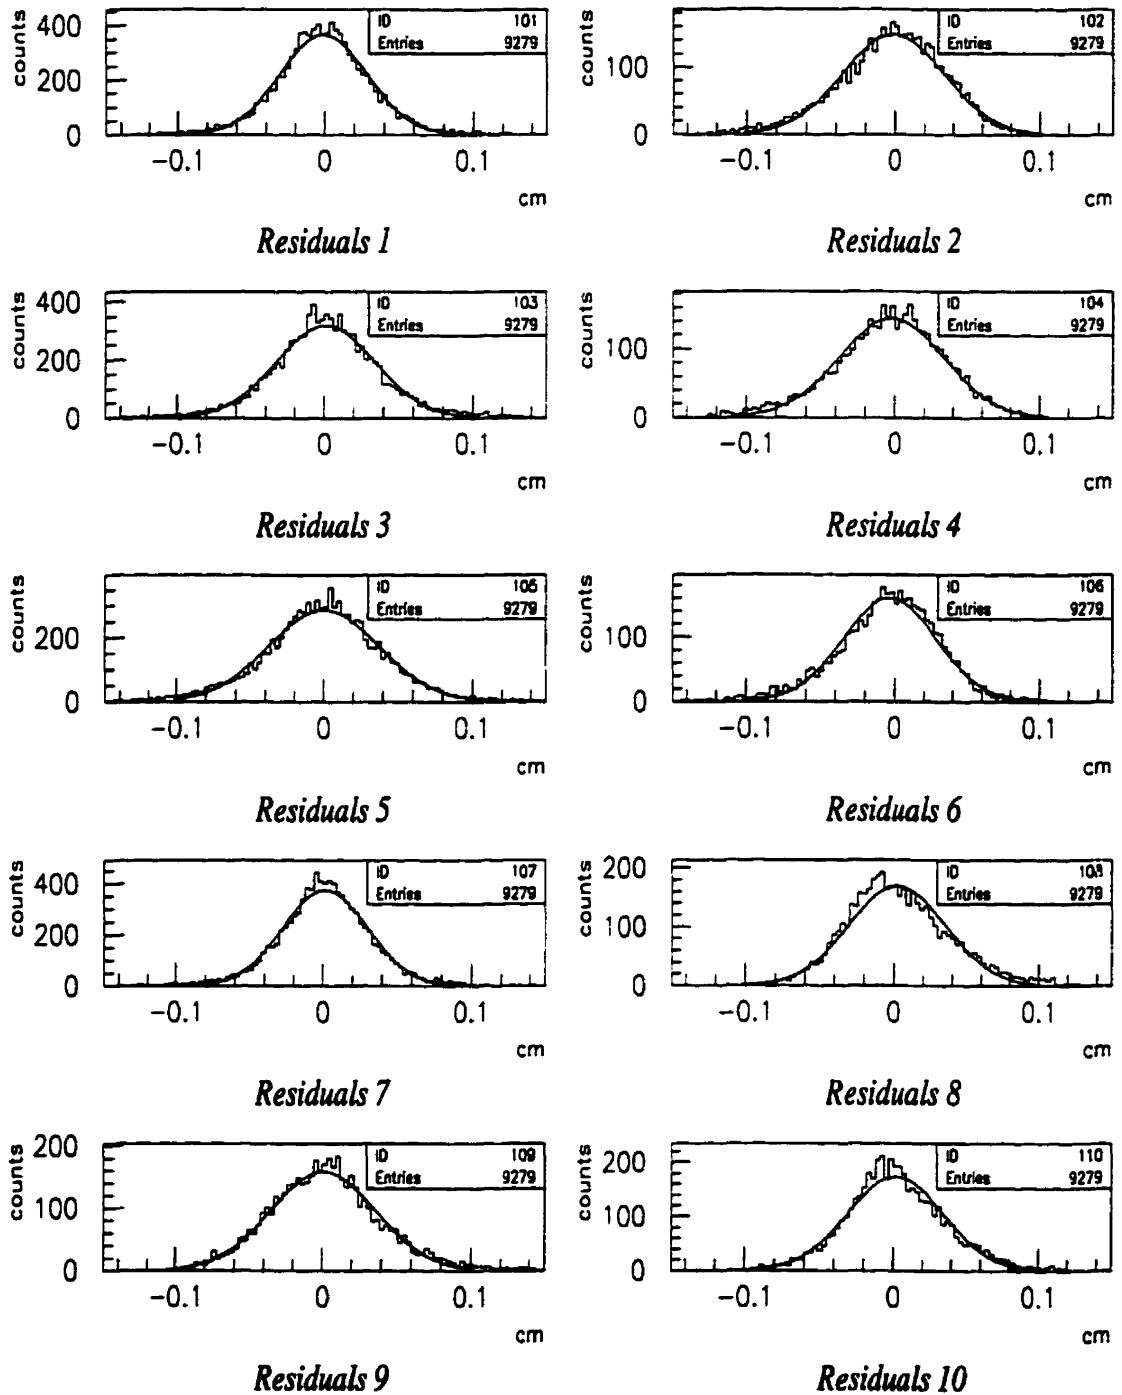 counts
400
200
0
ID 101
Entries 9279
-0.1 0 0.1
cm
Residuals 1
counts
100
0
ID 102
Entries 9279
-0.1 0 0.1
cm
Residuals 2
counts
400
200
0
ID 103
Entries 9279
-0.1 0 0.1
cm
Residuals 3
counts
100
0
ID 104
Entries 9279
-0.1 0 0.1
cm
Residuals 4
counts
200
0
ID 105
Entries 9279
-0.1 0 0.1
cm
Residuals 5
counts
100
0
ID 106
Entries 9279
-0.1 0 0.1
cm
Residuals 6
counts
400
200
0
ID 107
Entries 9279
-0.1 0 0.1
cm
Residuals 7
counts
200
100
0
ID 108
Entries 9279
-0.1 0 0.1
cm
Residuals 8
counts
200
100
0
ID 109
Entries 9279
-0.1 0 0.1
cm
Residuals 9
counts
200
100
0
ID 110
Entries 9279
-0.1 0 0.1
cm
Residuals 10